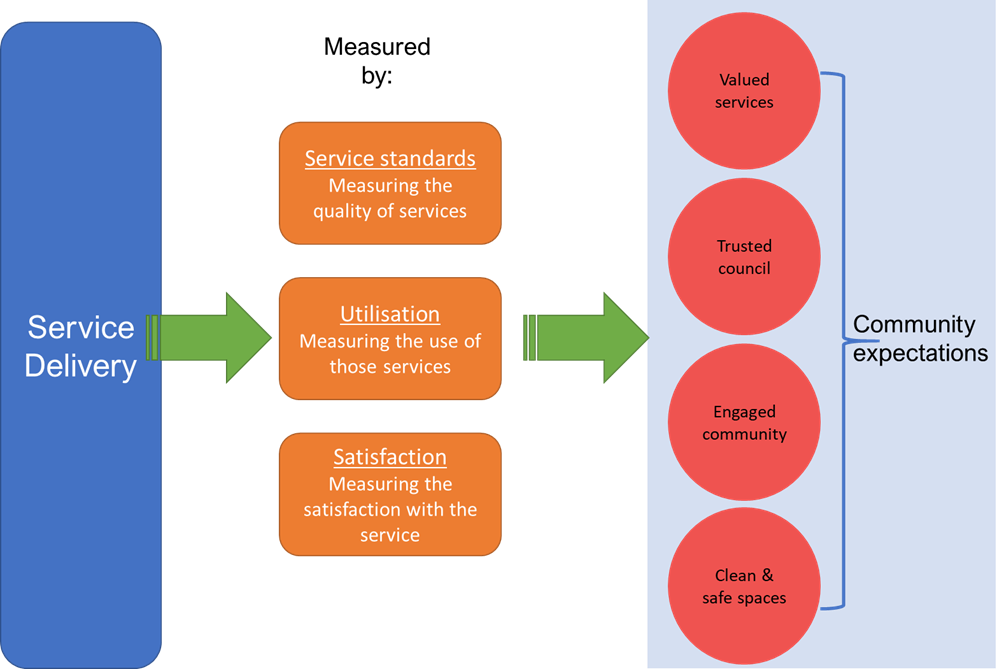 Service
Delivery
Measured
by:
Service standards
Measuring the
quality of services
Utilisation
Measuring the use of
those services
Satisfaction
Measuring the
satisfaction with the
service
Valued
services
Trusted
council
Engaged
community
Clean &
safe spaces
Community
expectations